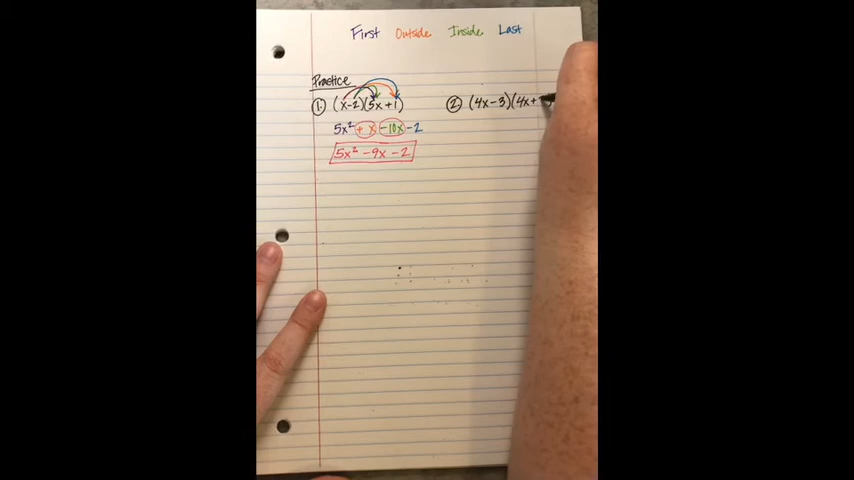 First Outside Inside Last
Practice
1. (x-2)(5x+1)
5x² + x -10x -2
5x² -9x -2
2. (4x-3)(4x+